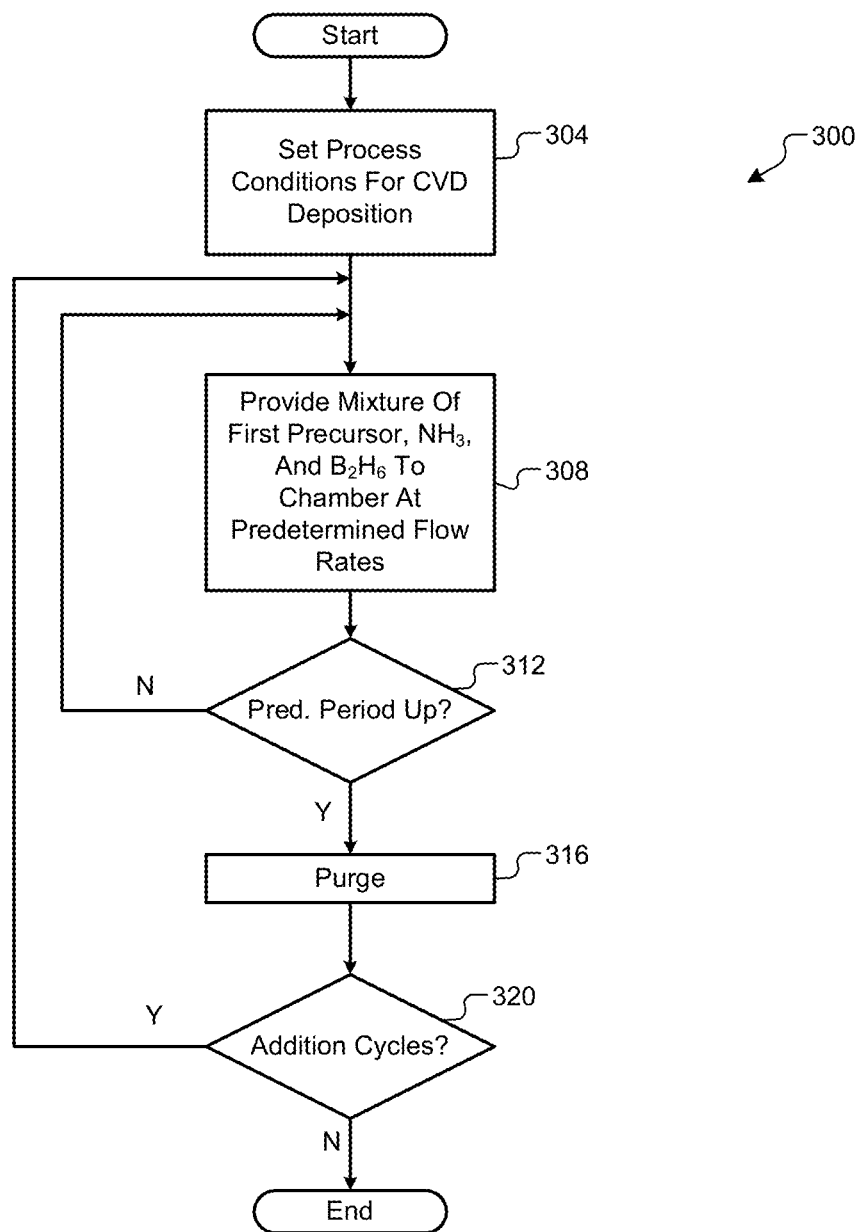 Start
304
300
Set Process
Conditions For CVD
Deposition
Provide Mixture Of
First Precursor, NH₃,
And B₂H₆ To
Chamber At
Predetermined Flow
Rates
308
312
N
Pred. Period Up?
Y
316
Purge
320
Y
Addition Cycles?
N
End